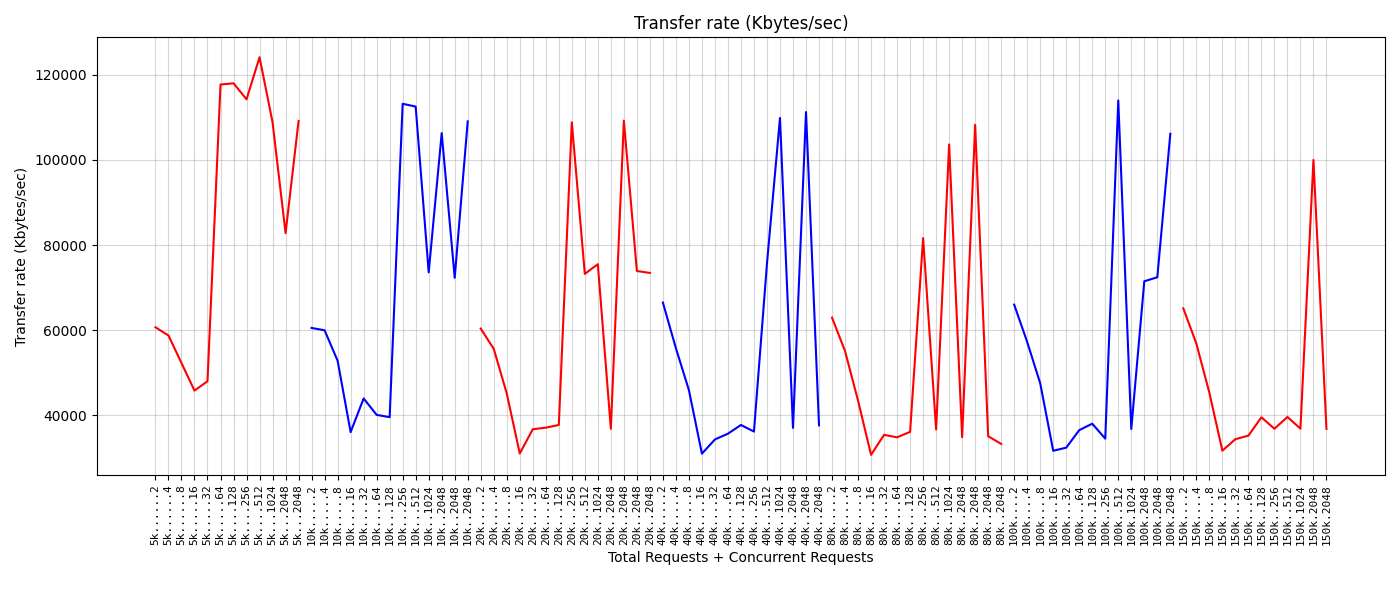 Transfer rate (Kbytes/sec)
120000
100000
80000
60000
40000
Transfer rate (Kbytes/sec)
5k......2
5k......4
5k......8
5k.....16
5k.....32
5k.....64
5k....128
5k....256
5k....512
5k...1024
5k...2048
5k...2048
10k.....2
10k.....4
10k.....8
10k....16
10k....32
10k....64
10k...128
10k...256
10k...512
10k..1024
10k..2048
10k..2048
10k..2048
20k.....2
20k.....4
20k.....8
20k....16
20k....32
20k....64
20k...128
20k...256
20k...512
20k..1024
20k..2048
20k..2048
20k..2048
20k..2048
40k.....2
40k.....4
40k.....8
40k....16
40k....32
40k....64
40k...128
40k...256
40k...512
40k..1024
40k..2048
40k..2048
40k..2048
80k.....2
80k.....4
80k.....8
80k....16
80k....32
80k....64
80k...128
80k...256
80k...512
80k..1024
80k..2048
80k..2048
80k..2048
80k..2048
100k....2
100k....4
100k....8
100k...16
100k...32
100k...64
100k..128
100k..256
100k..512
100k.1024
100k.2048
100k.2048
100k.2048
150k....2
150k....4
150k....8
150k...16
150k...32
150k...64
150k..128
150k..256
150k..512
150k.1024
150k.2048
150k.2048
Total Requests + Concurrent Requests